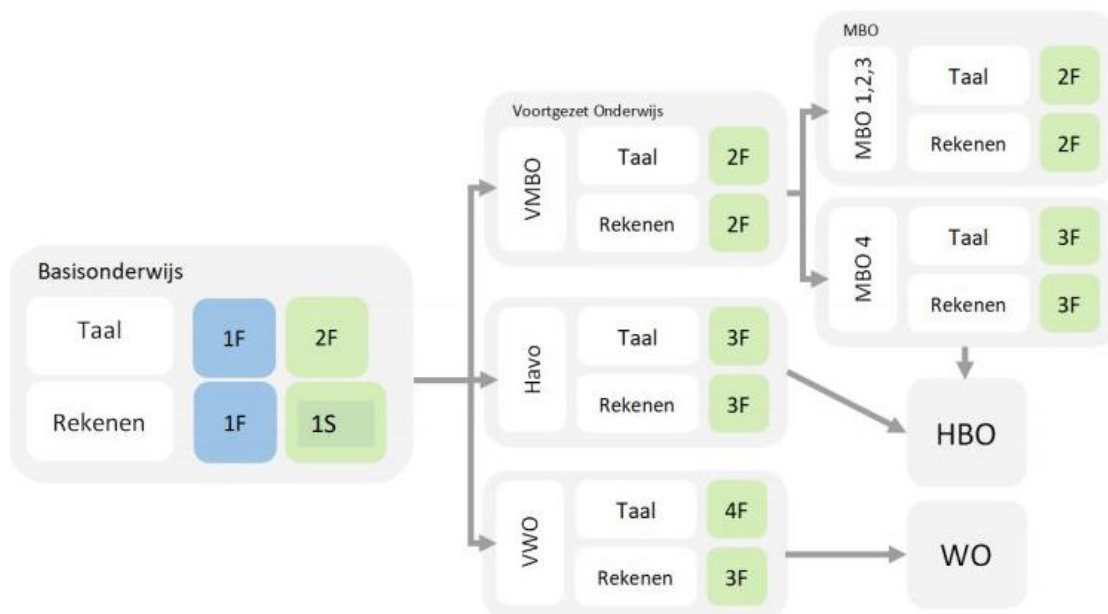 Basisonderwijs
Taal 1F 2F
Rekenen 1F 1S
Voortgezet Onderwijs
VMBO
Taal 2F
Rekenen 2F
Havo
Taal 3F
Rekenen 3F
VWO
Taal 4F
Rekenen 3F
MBO
MBO 1,2,3
Taal 2F
Rekenen 2F
MBO 4
Taal 3F
Rekenen 3F
HBO
WO